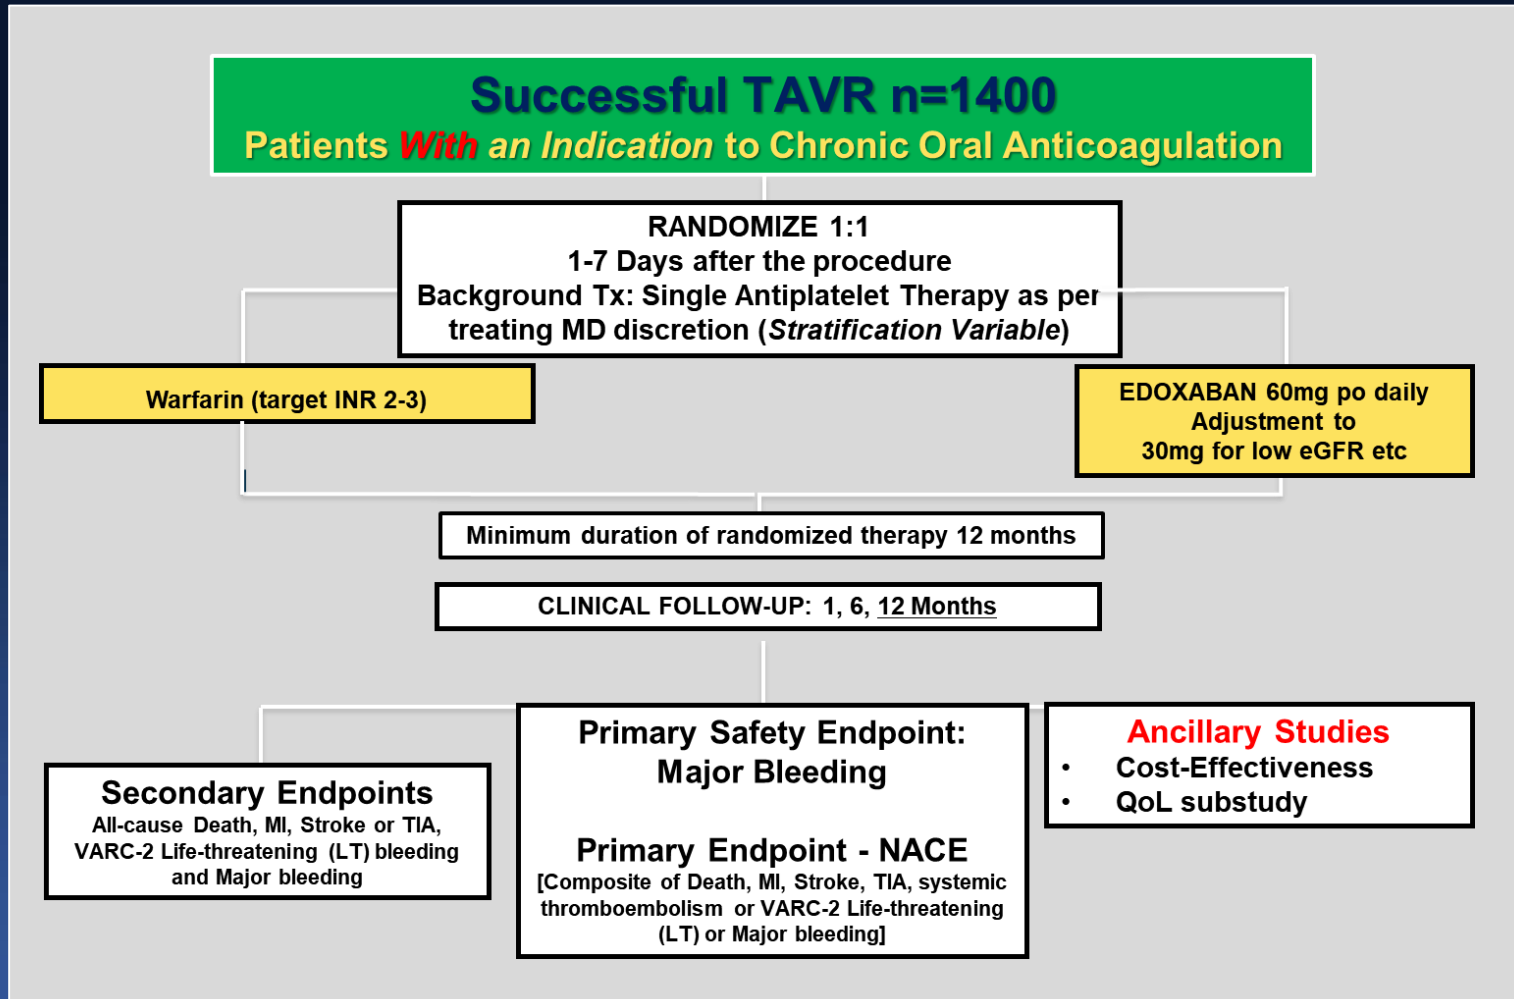 Successful TAVR n=1400
Patients With an Indication to Chronic Oral Anticoagulation
RANDOMIZE 1:1
1-7 Days after the procedure
Background Tx: Single Antiplatelet Therapy as per
treating MD discretion (Stratification Variable)
Warfarin (target INR 2-3)
EDOXABAN 60mg po daily
Adjustment to
30mg for low eGFR etc
Minimum duration of randomized therapy 12 months
CLINICAL FOLLOW-UP: 1, 6, 12 Months
Secondary Endpoints
All-cause Death, MI, Stroke or TIA,
VARC-2 Life-threatening (LT) bleeding
and Major bleeding
Primary Safety Endpoint:
Major Bleeding
Primary Endpoint - NACE
[Composite of Death, MI, Stroke, TIA, systemic
thromboembolism or VARC-2 Life-threatening
(LT) or Major bleeding]
Ancillary Studies
• Cost-Effectiveness
• QoL substudy